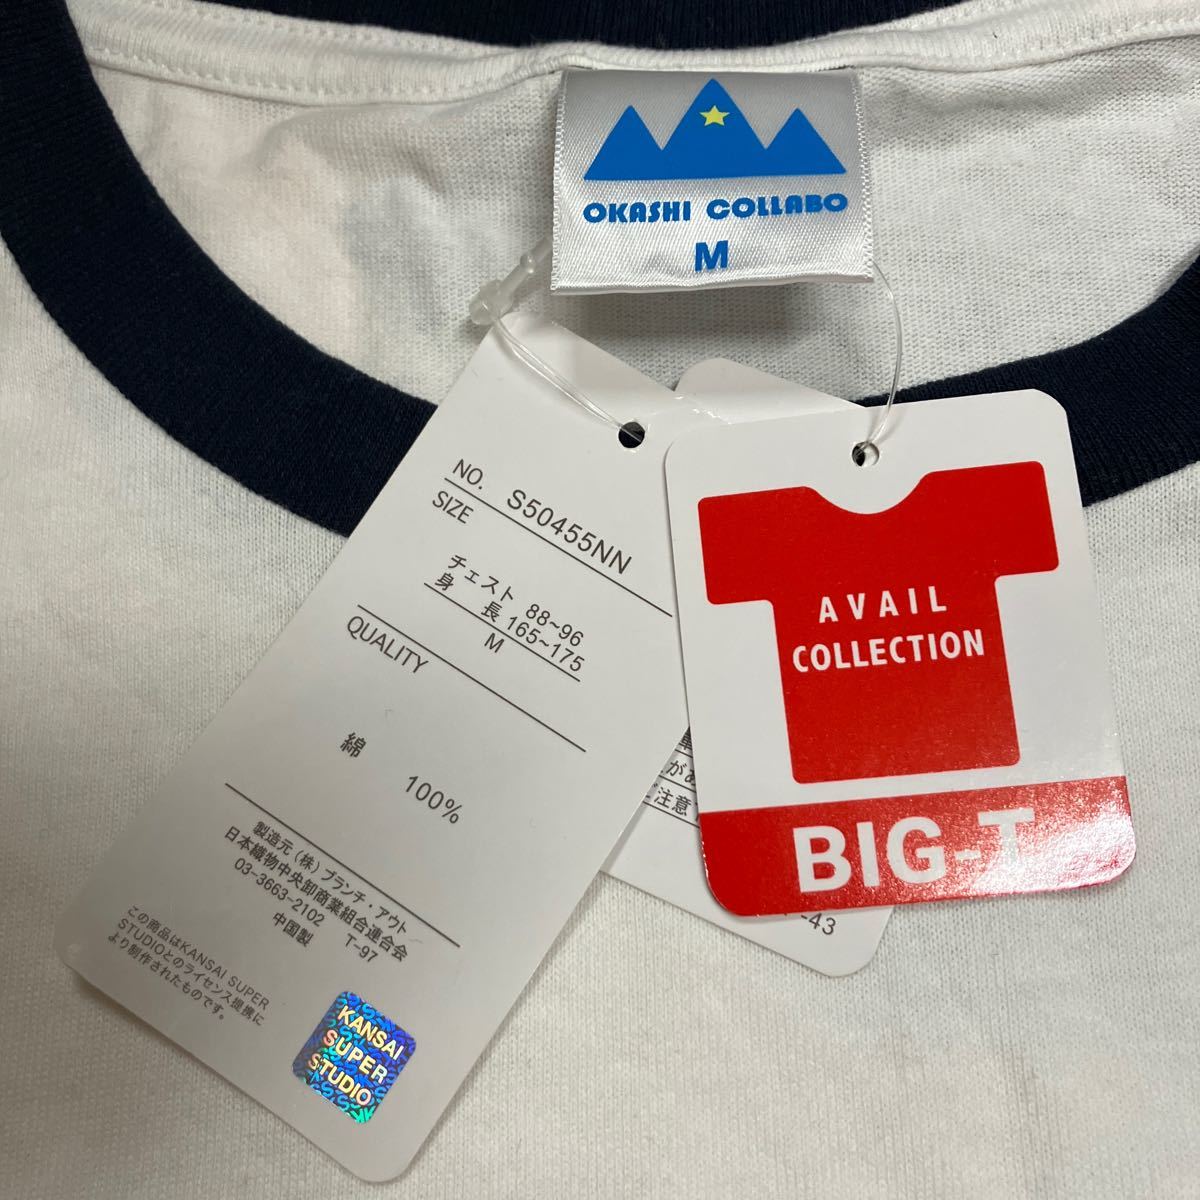 OKASHI COLLABO
M
NO. S50455NN
SIZE
チェスト 88~96
身 長 165~175
M
QUALITY
綿 100%
製造元 (株) ブランチ・アウト
日本織物中央卸商業組合連合会
03-3663-2102 T-97
中国製
この商品はKANSAI SUPER
STUDIOとのライセンス提携に
より制作されたものです。
KANSAI
SUPER
STUDIO
AVAIL
COLLECTION
BIG-T
があ
ご注意
-43